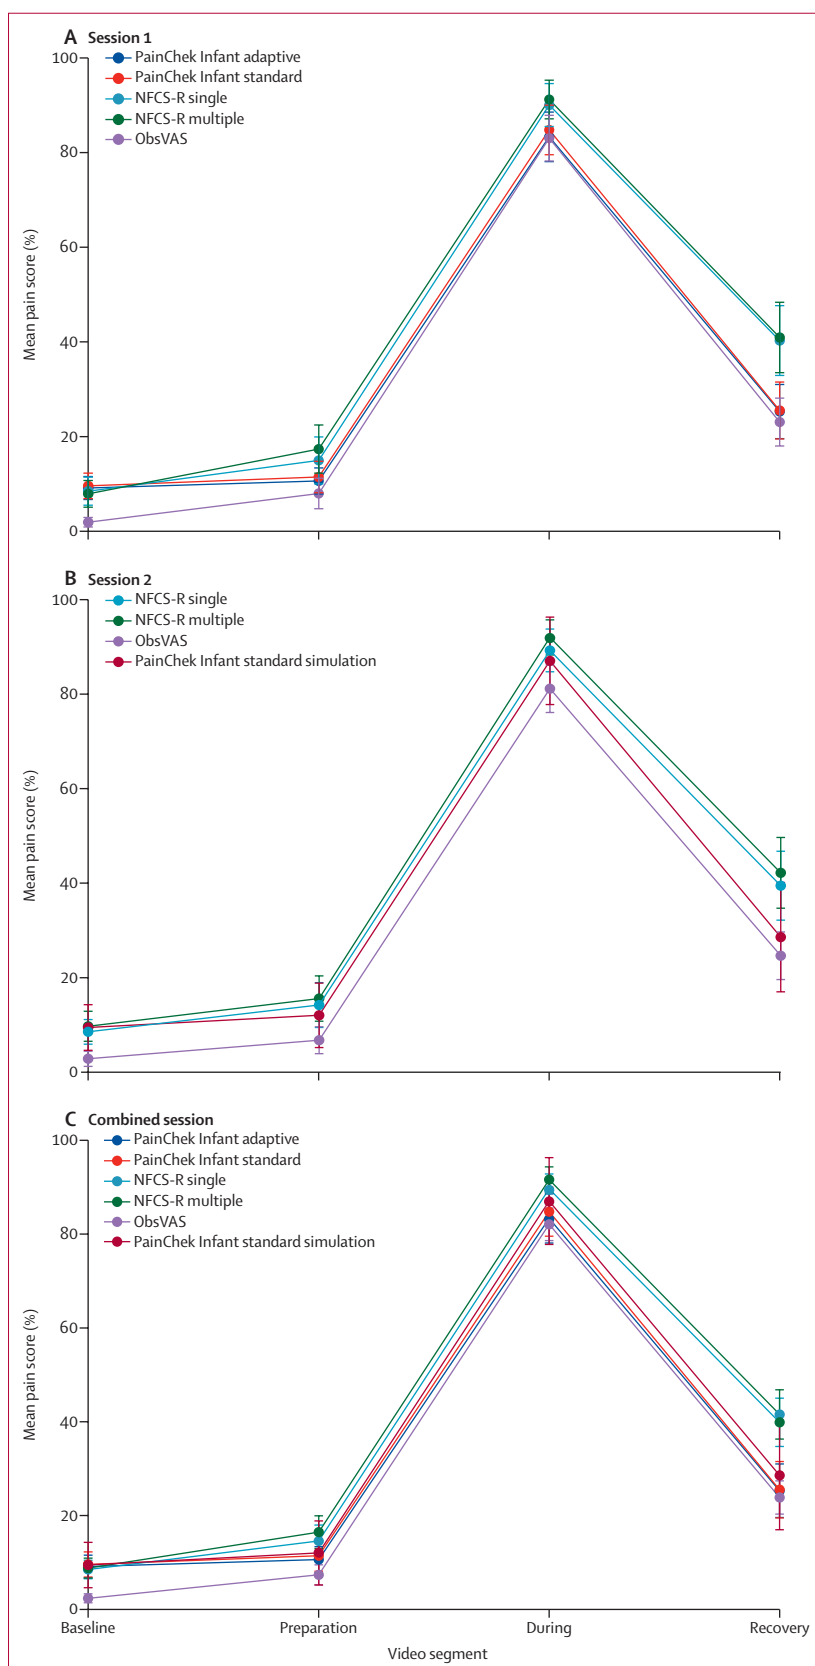 A Session 1
PainChek Infant adaptive
PainChek Infant standard
NFCS-R single
NFCS-R multiple
ObsVAS
100
80
60
40
20
0
Mean pain score (%)
B Session 2
NFCS-R single
NFCS-R multiple
ObsVAS
PainChek Infant standard simulation
100
80
60
40
20
0
Mean pain score (%)
C Combined session
PainChek Infant adaptive
PainChek Infant standard
NFCS-R single
NFCS-R multiple
ObsVAS
PainChek Infant standard simulation
100
80
60
40
20
0
Mean pain score (%)
Baseline Preparation During Recovery
Video segment